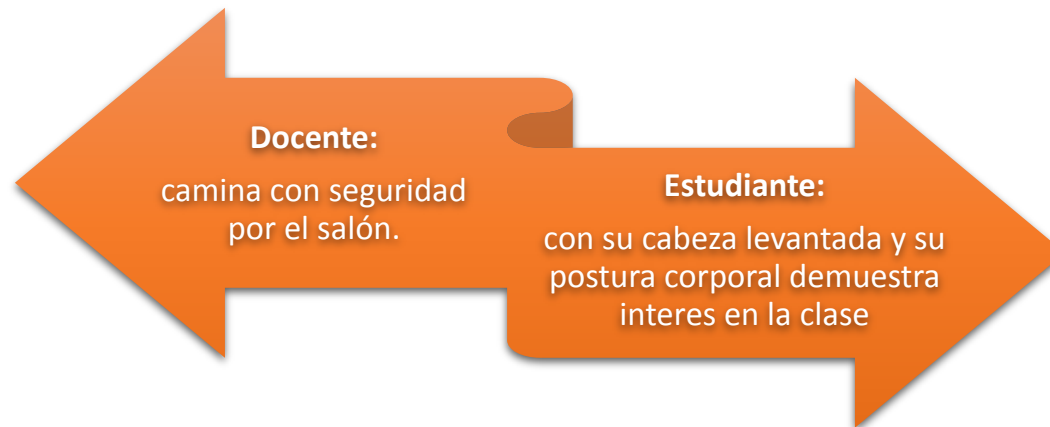 Docente:
camina con seguridad
por el salón.
Estudiante:
con su cabeza levantada y su
postura corporal demuestra
interes en la clase